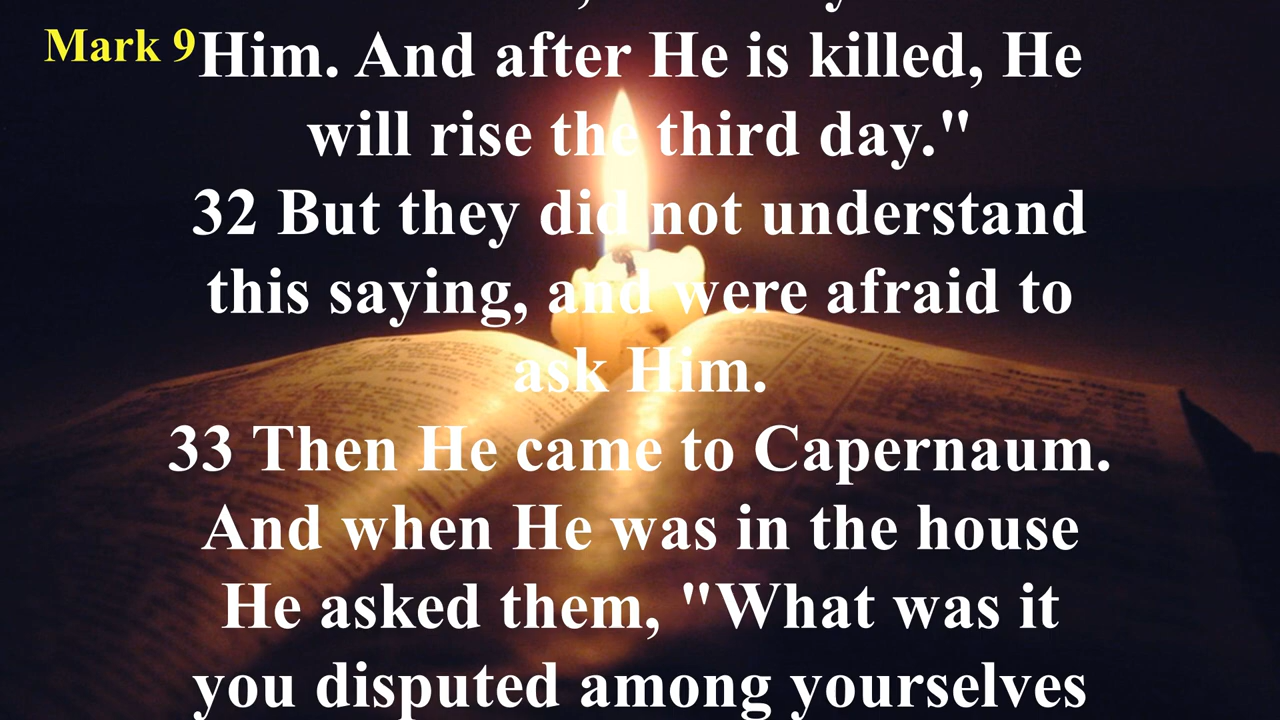 Mark 9
Him. And after He is killed, He
will rise the third day."
32 But they did not understand
this saying, and were afraid to
ask Him.
33 Then He came to Capernaum.
And when He was in the house
He asked them, "What was it
you disputed among yourselves